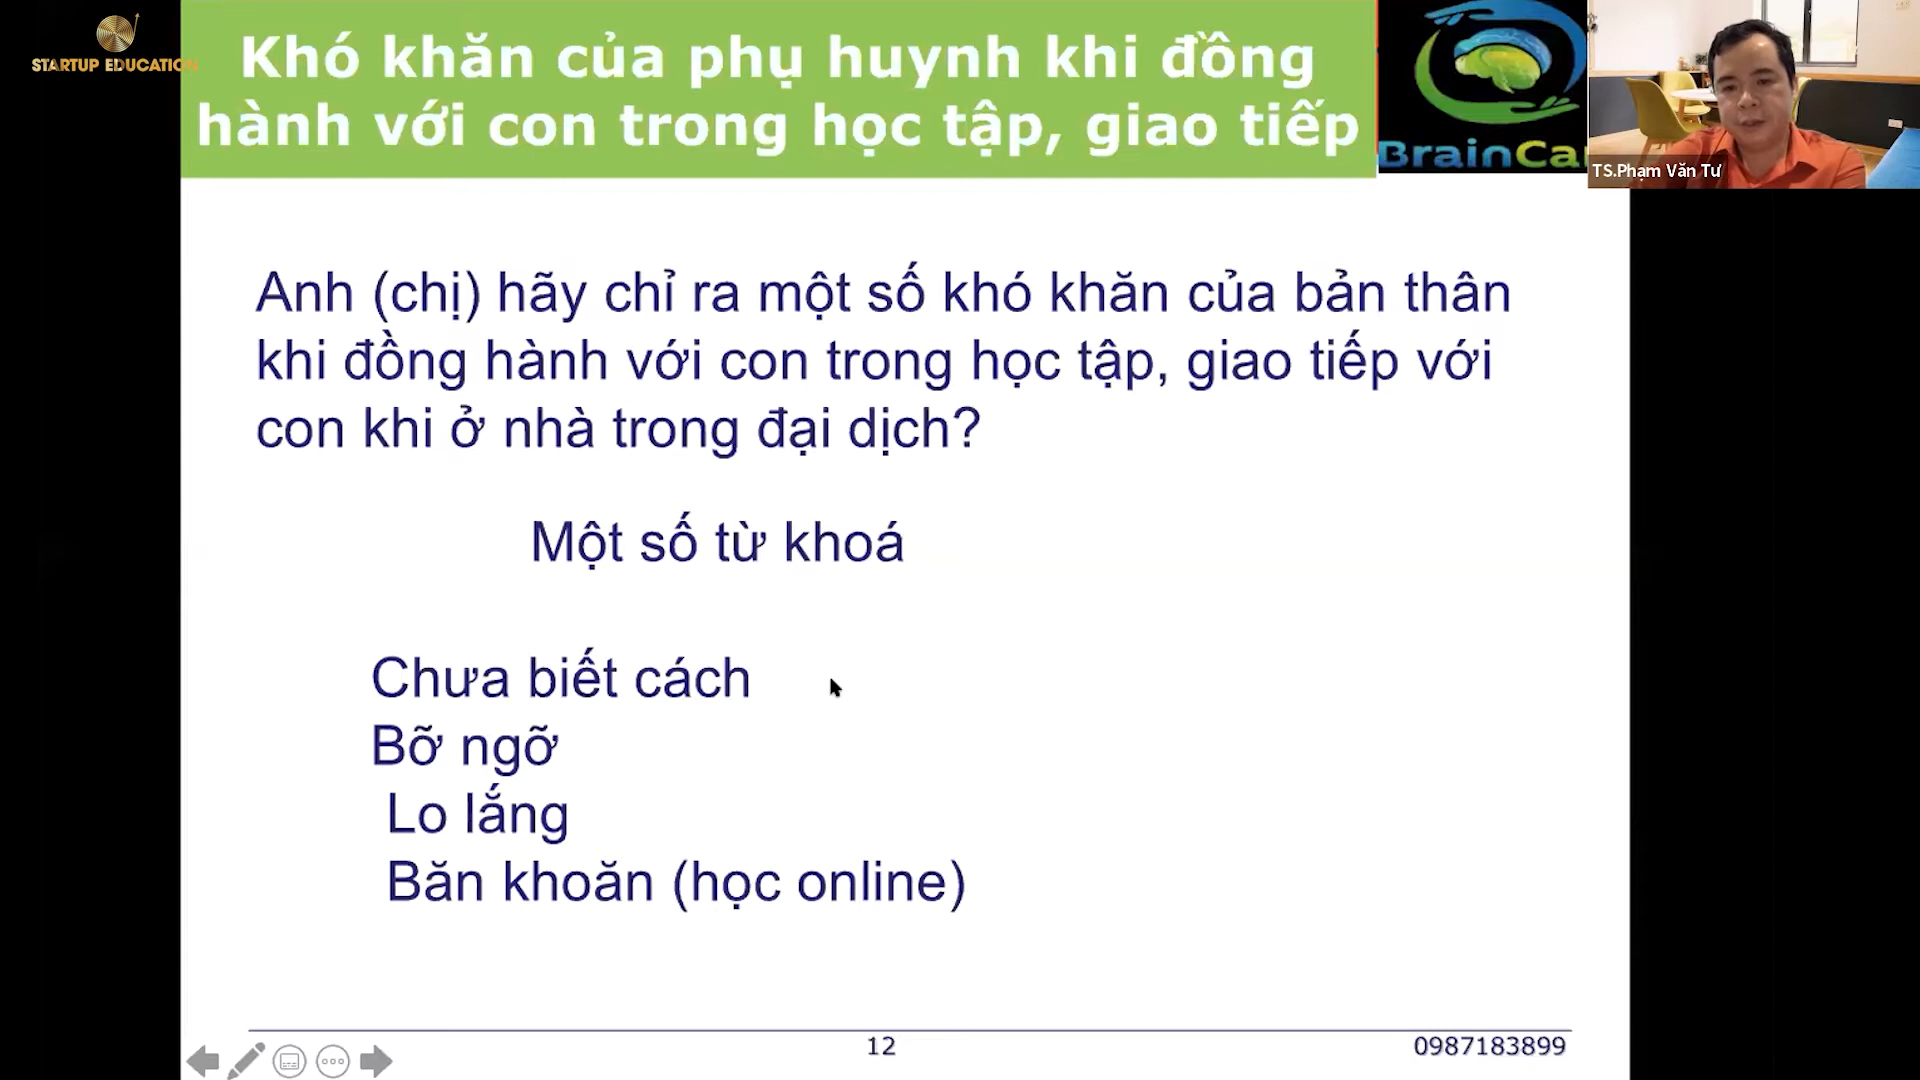 STARTUP EDUCATION
Khó khăn của phụ huynh khi đồng
hành với con trong học tập, giao tiếp
BrainCa
TS.Phạm Văn Tư
Anh (chị) hãy chỉ ra một số khó khăn của bản thân
khi đồng hành với con trong học tập, giao tiếp với
con khi ở nhà trong đại dịch?
Một số từ khoá
Chưa biết cách
Bỡ ngỡ
Lo lắng
Băn khoăn (học online)
12
0987183899